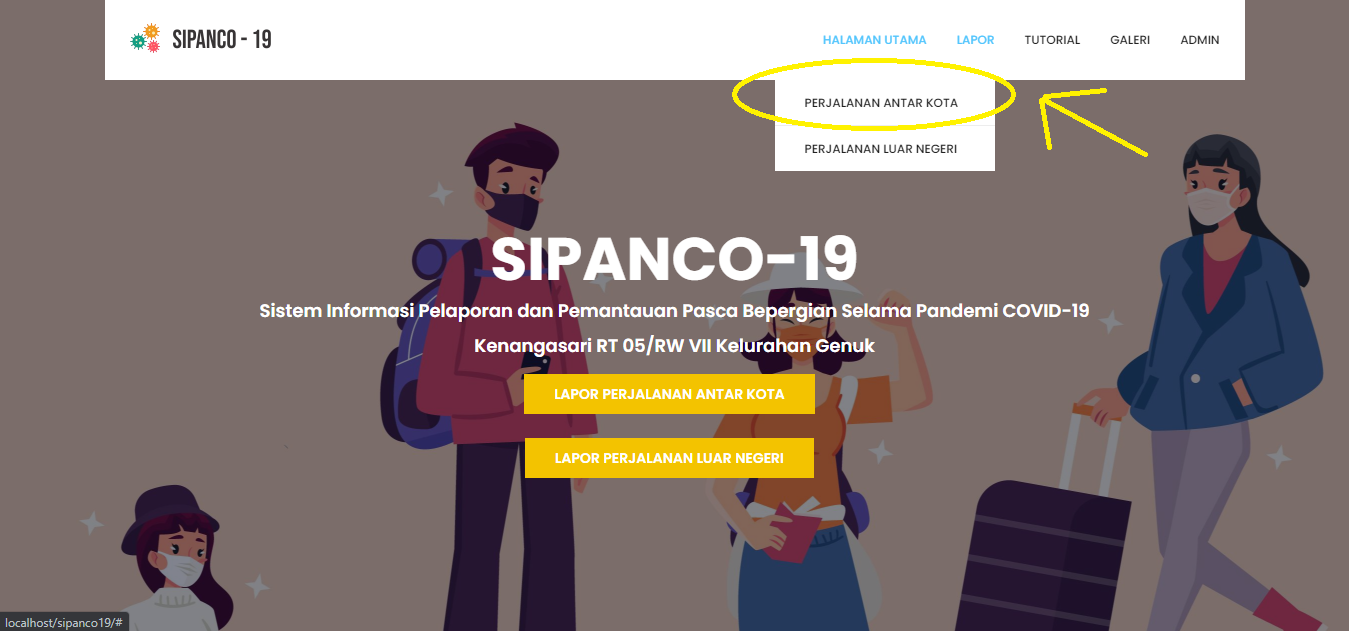 SIPANCO - 19
HALAMAN UTAMA
LAPOR
TUTORIAL
GALERI
ADMIN
PERJALANAN ANTAR KOTA
PERJALANAN LUAR NEGERI
SIPANCO-19
Sistem Informasi Pelaporan dan Pemantauan Pasca Bepergian Selama Pandemi COVID-19
Kenangasari RT 05/RW VII Kelurahan Genuk
LAPOR PERJALANAN ANTAR KOTA
LAPOR PERJALANAN LUAR NEGERI
localhost/sipanco19/#